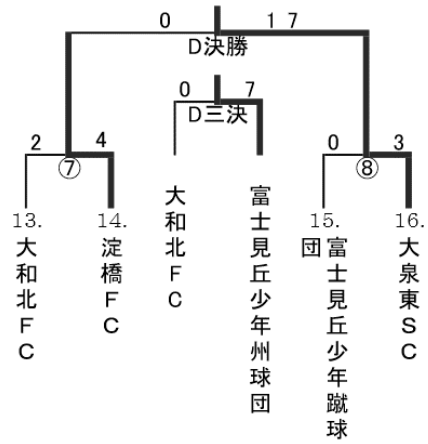 0 17
D決勝
0 7
D三決
2 4 0 3
⑦ ⑧
13. 14. 15. 16.
大和北FC
淀橋FC
大和北FC
富士見丘少年州球団
富士見丘少年蹴球
団
大泉東SC